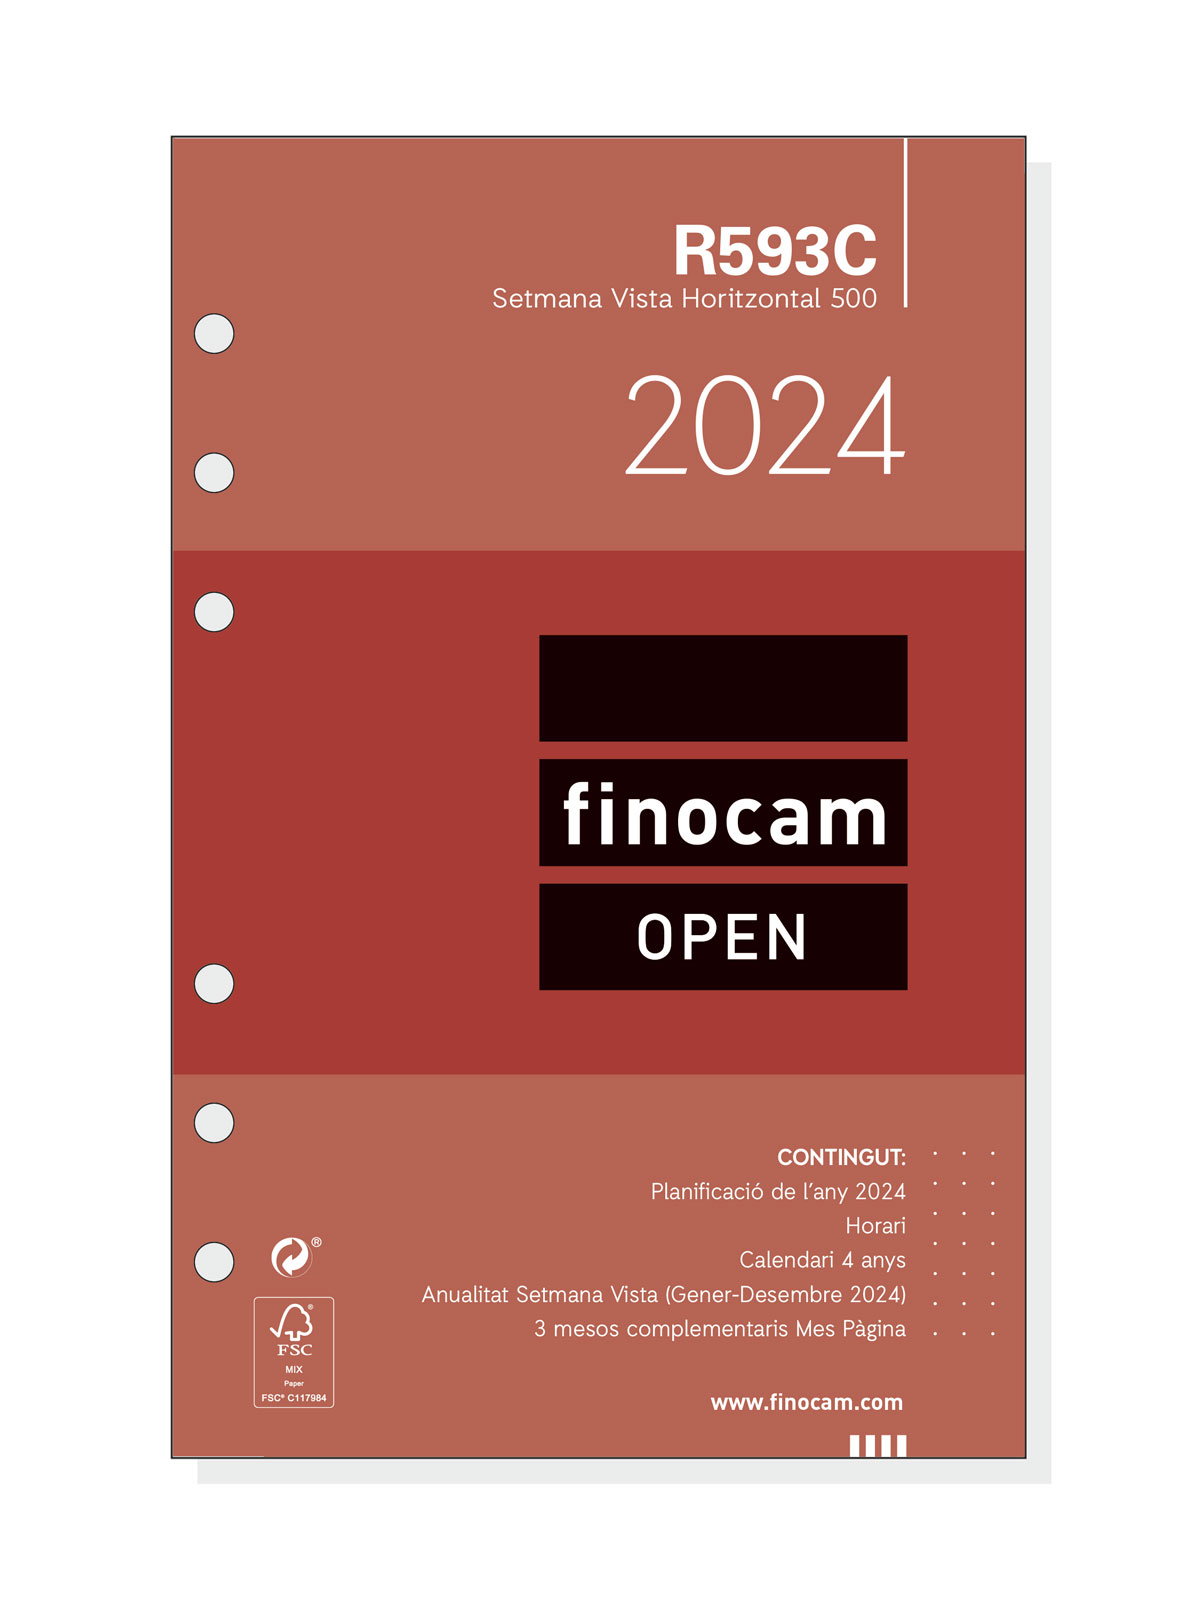 R593C
Setmana Vista Horitzontal 500
2024
finocam
OPEN
CONTINGUT:
Planificació de l’any 2024
Horari
Calendari 4 anys
Anualitat Setmana Vista (Gener-Desembre 2024)
3 mesos complementaris Mes Pàgina
®
®
FSC
MIX
Paper
FSC® C117984
www.finocam.com